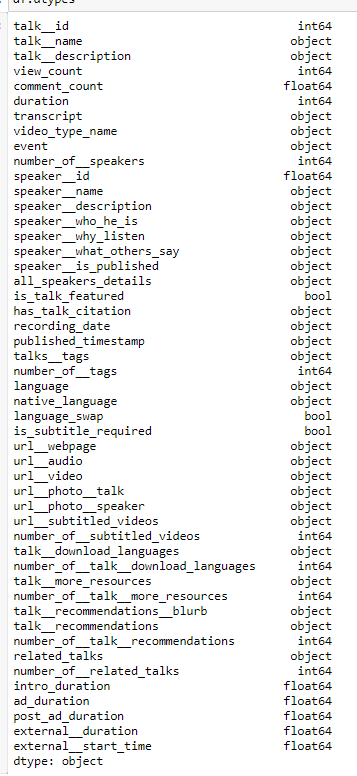 df.dtypes
talk__id int64
talk__name object
talk__description object
view_count int64
comment_count float64
duration int64
transcript object
video_type_name object
event object
number_of__speakers int64
speaker__id float64
speaker__name object
speaker__description object
speaker__who_he_is object
speaker__why_listen object
speaker__what_others_say object
speaker__is_published object
all_speakers_details object
is_talk_featured bool
has_talk_citation object
recording_date object
published_timestamp object
talks__tags object
number_of__tags int64
language object
native_language object
language_swap bool
is_subtitle_required bool
url__webpage object
url__audio object
url__video object
url__photo__talk object
url__photo__speaker object
url__subtitled_videos object
number_of__subtitled_videos int64
talk__download_languages object
number_of__talk__download_languages int64
talk__more_resources object
number_of__talk__more_resources int64
talk__recommendations__blurb object
talk__recommendations object
number_of__talk__recommendations int64
related_talks object
number_of__related_talks int64
intro_duration float64
ad_duration float64
post_ad_duration float64
external__duration float64
external__start_time float64
dtype: object